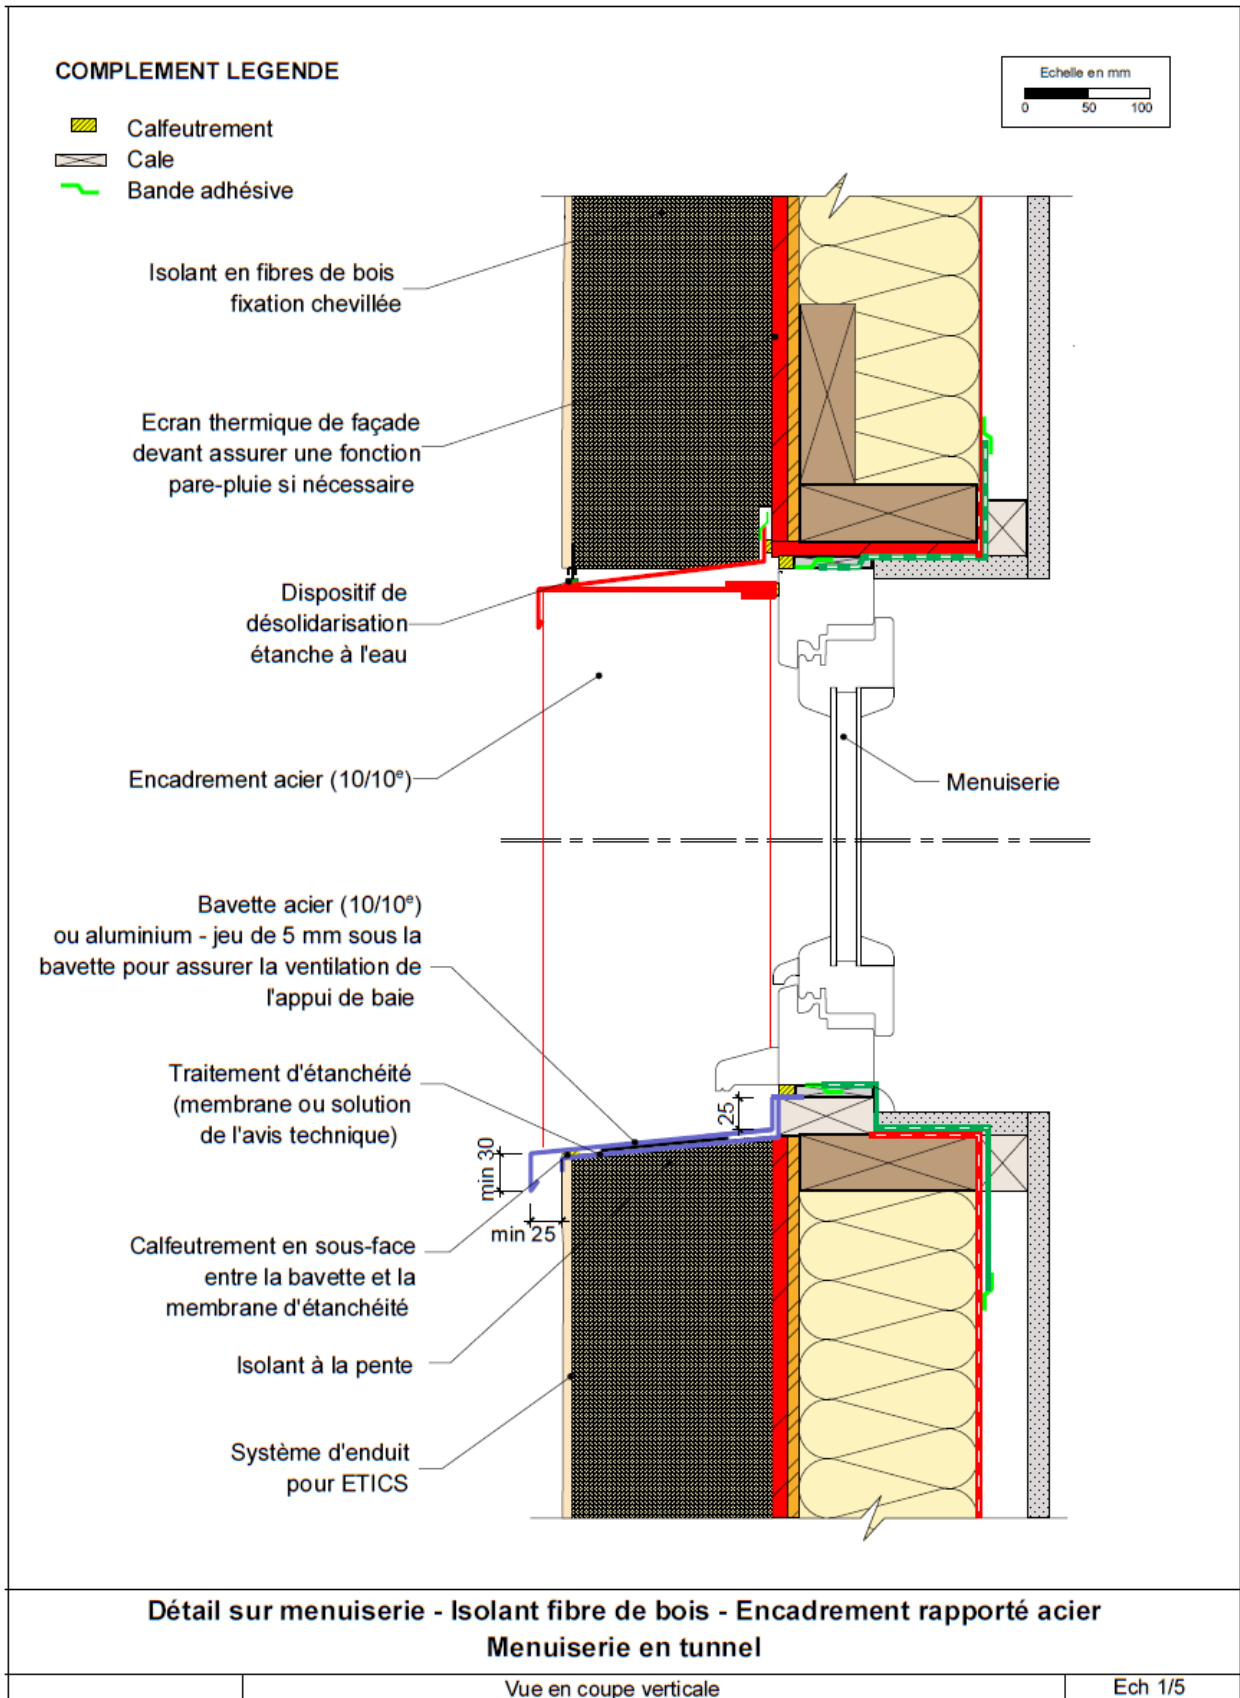 COMPLEMENT LEGENDE
Echelle en mm
0 50 100
Calfeutrement
Cale
Bande adhésive
Isolant en fibres de bois
fixation chevillée
Ecran thermique de façade
devant assurer une fonction
pare-pluie si nécessaire
Dispositif de
désolidarisation
étanche à l'eau
Encadrement acier (10/10e)
Menuiserie
Bavette acier (10/10e)
ou aluminium - jeu de 5 mm sous la
bavette pour assurer la ventilation de
l'appui de baie
Traitement d'étanchéité
(membrane ou solution
de l'avis technique)
25
min 30
min 25
Calfeutrement en sous-face
entre la bavette et la
membrane d'étanchéité
Isolant à la pente
Système d'enduit
pour ETICS
Détail sur menuiserie - Isolant fibre de bois - Encadrement rapporté acier
Menuiserie en tunnel
Vue en coupe verticale
Ech 1/5